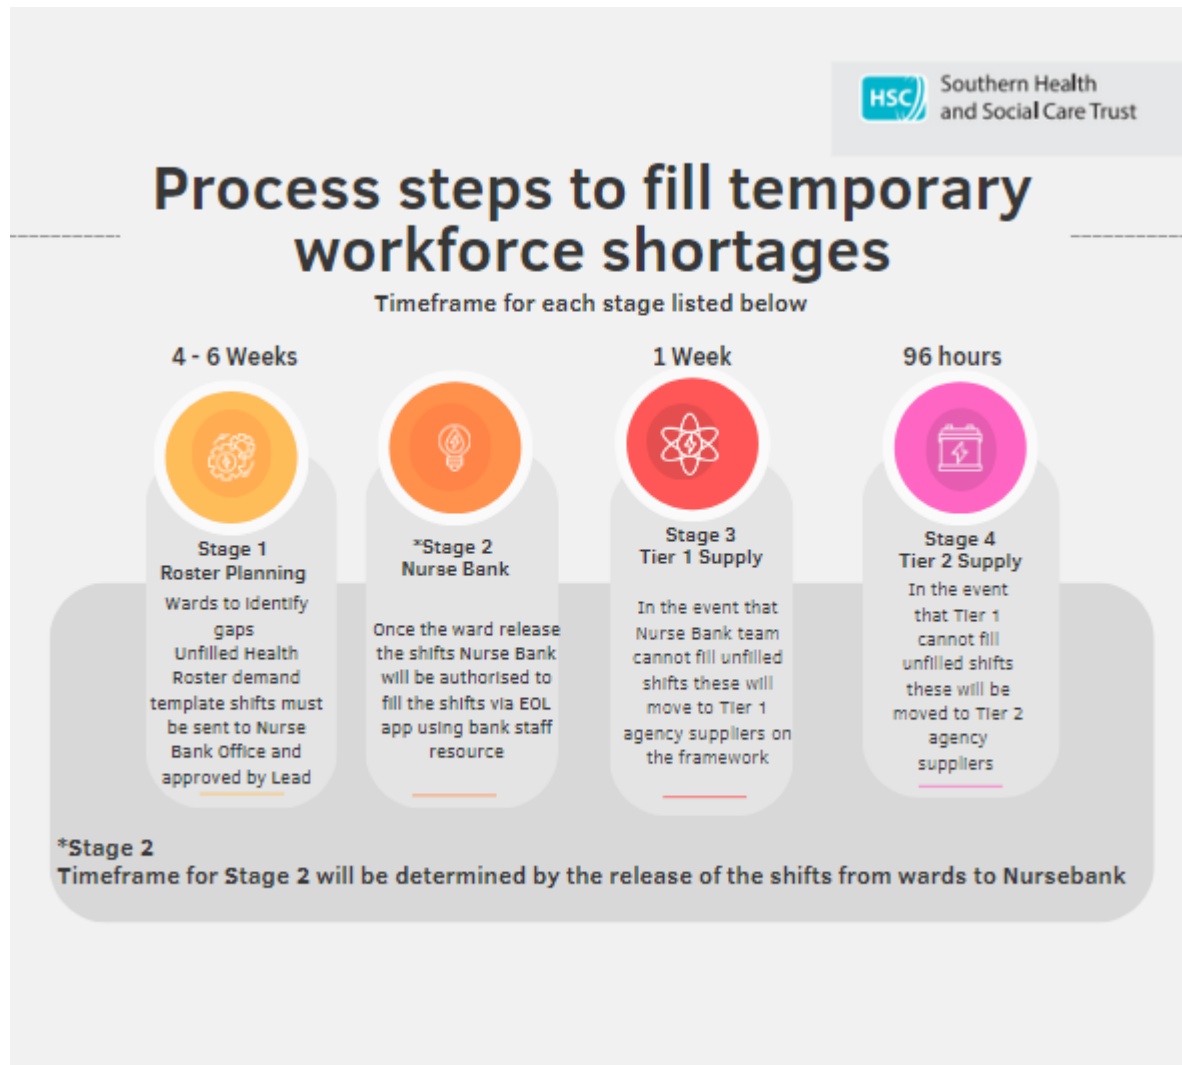 HSC
Southern Health
and Social Care Trust
Process steps to fill temporary
workforce shortages
Timeframe for each stage listed below
4 - 6 Weeks
Stage 1
Roster Planning
Wards to identify
gaps
Unfilled Health
Roster demand
template shifts must
be sent to Nurse
Bank Office and
approved by Lead
*Stage 2
Nurse Bank
Once the ward release
the shifts Nurse Bank
will be authorised to
fill the shifts via EOL
app using bank staff
resource
1 Week
Stage 3
Tier 1 Supply
In the event that
Nurse Bank team
cannot fill unfilled
shifts these will
move to Tier 1
agency suppliers on
the framework
96 hours
Stage 4
Tier 2 Supply
In the event
that Tier 1
cannot fill
unfilled shifts
these will be
moved to Tier 2
agency
suppliers
*Stage 2
Timeframe for Stage 2 will be determined by the release of the shifts from wards to Nursebank